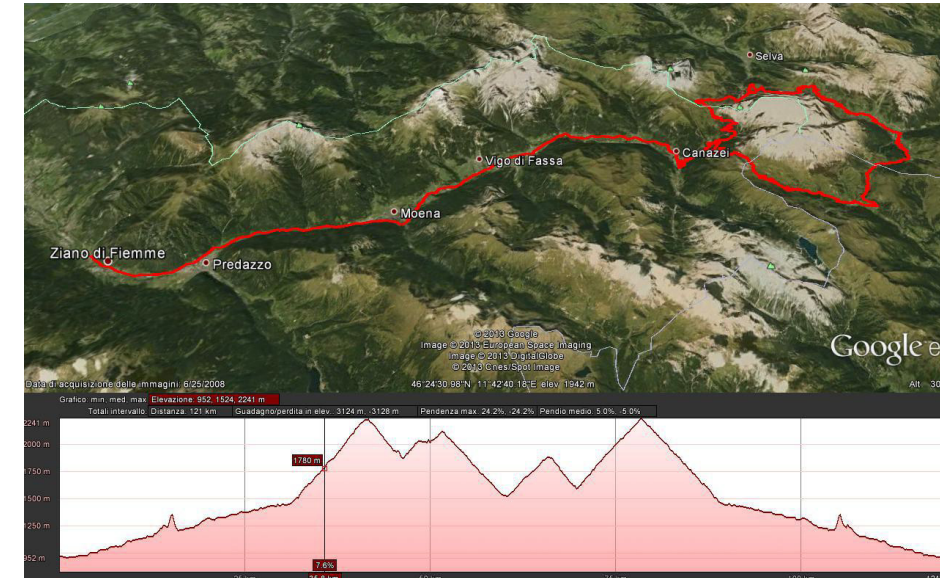 Selva
Canazei
Vigo di Fassa
Moena
Ziano di Fiemme
Predazzo
© 2013 Google
Image © 2013 European Space Imaging
Image © 2013 DigitalGlobe
© 2013 Cnes/Spot Image
Google e
Data di acquisizione delle immagini: 6/25/2008
46°24'30.98"N 11°42'40.18"E elev 1942 m
Alt 30
Grafico: min, med, max Elevazione: 952, 1524, 2241 m
Totali intervallo: Distanza: 121 km Guadagno/perdita in elev.: 3124 m, -3128 m Pendenza max: 24.2%, -24.2% Pendio medio: 5.0%, -5.0%
2241 m
2000 m
1780 m
1750 m
1500 m
1250 m
952 m
7.6%